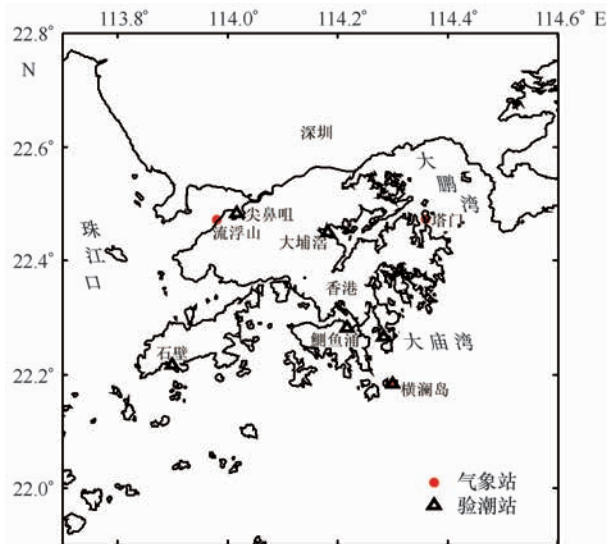 113.8° 114.0° 114.2° 114.4° 114.6° E
22.8°
N
深圳
22.6°
大
鹏
湾
尖鼻咀
塔门
流浮山
大埔滘
珠
江
口
22.4°
香港
鲗鱼涌
大庙湾
石壁
22.2°
横澜岛
气象站
22.0°
验潮站